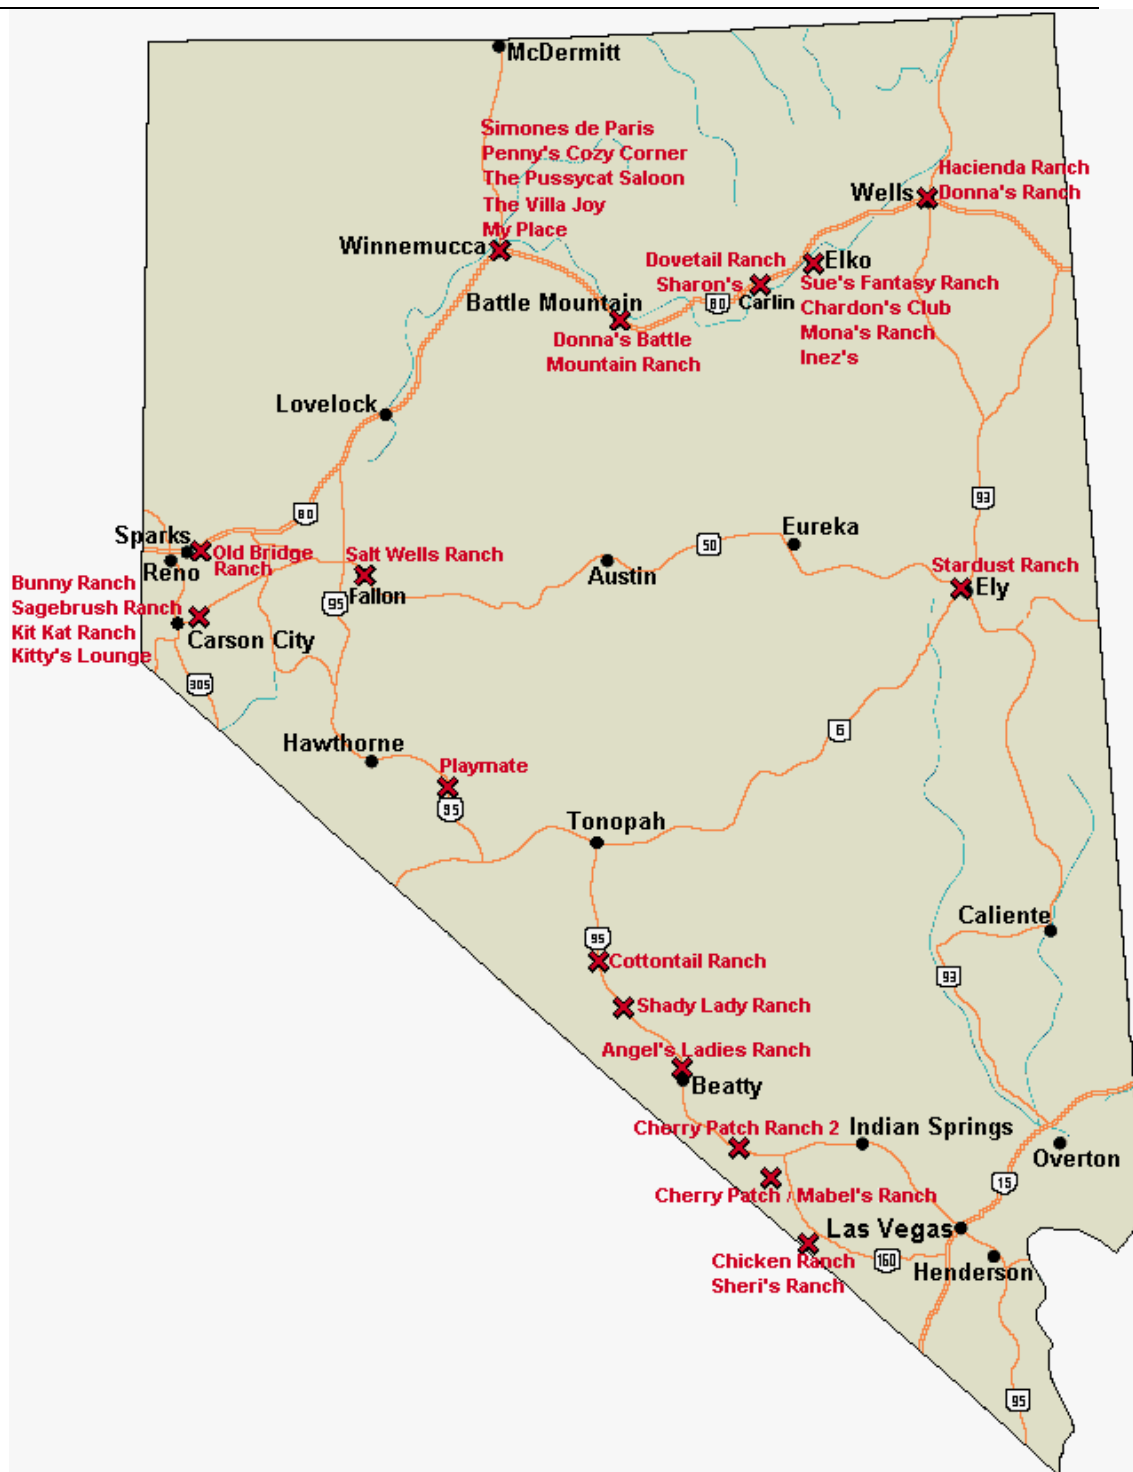 McDermitt
Simones de Paris
Penny's Cozy Corner
The Pussycat Saloon
The Villa Joy
My Place
Winnemucca
Hacienda Ranch
Wells
Donna's Ranch
Dovetail Ranch
Sharon's
Elko
Carlin
80
Sue's Fantasy Ranch
Chardon's Club
Mona's Ranch
Inez's
Battle Mountain
Donna's Battle
Mountain Ranch
Lovelock
80
93
Sparks
Reno
Old Bridge
Ranch
Salt Wells Ranch
Fallon
95
Austin
50
Eureka
Stardust Ranch
Ely
Bunny Ranch
Sagebrush Ranch
Kit Kat Ranch
Kitty's Lounge
Carson City
305
Hawthorne
Playmate
95
6
Tonopah
95
Cottontail Ranch
Shady Lady Ranch
Angel's Ladies Ranch
Beatty
Caliente
93
Cherry Patch Ranch 2
Indian Springs
Overton
Cherry Patch / Mabel's Ranch
15
Las Vegas
Chicken Ranch
Sheri's Ranch
160
Henderson
95